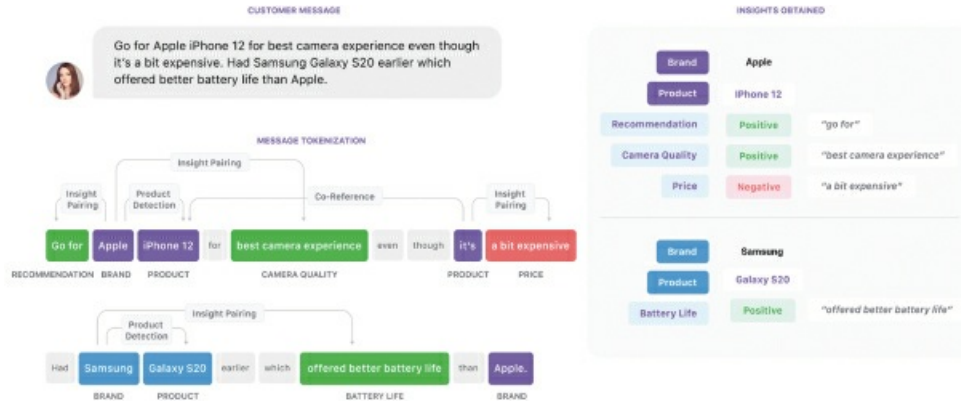 CUSTOMER MESSAGE
Go for Apple iPhone 12 for best camera experience even though
it's a bit expensive. Had Samsung Galaxy S20 earlier which
offered better battery life than Apple.
MESSAGE TOKENIZATION
Insight Pairing
Insight Pairing
Product Detection
Co-Reference
Insight Pairing
Go for Apple iPhone 12 for best camera experience even though it's a bit expensive
RECOMMENDATION BRAND PRODUCT CAMERA QUALITY PRODUCT PRICE
Insight Pairing
Product Detection
Had Samsung Galaxy S20 earlier which offered better battery life than Apple.
BRAND PRODUCT BATTERY LIFE BRAND
INSIGHTS OBTAINED
Brand Apple
Product iPhone 12
Recommendation Positive "go for"
Camera Quality Positive "best camera experience"
Price Negative "a bit expensive"
Brand Samsung
Product Galaxy S20
Battery Life Positive "offered better battery life"